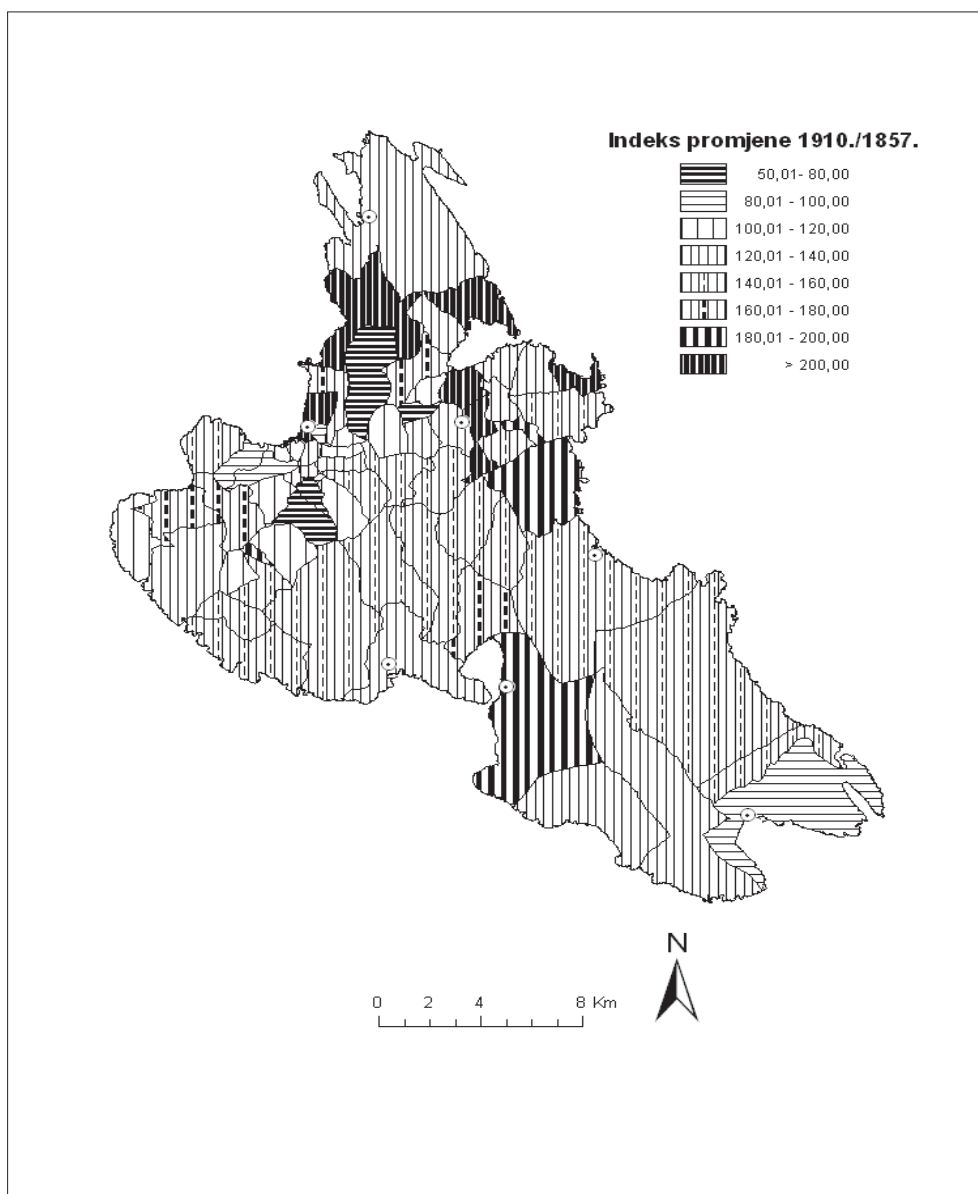 Indeks promjene 1910./1857.
50,01- 80,00
80,01 - 100,00
100,01 - 120,00
120,01 - 140,00
140,01 - 160,00
160,01 - 180,00
180,01 - 200,00
> 200,00
N
0 2 4 8 Km